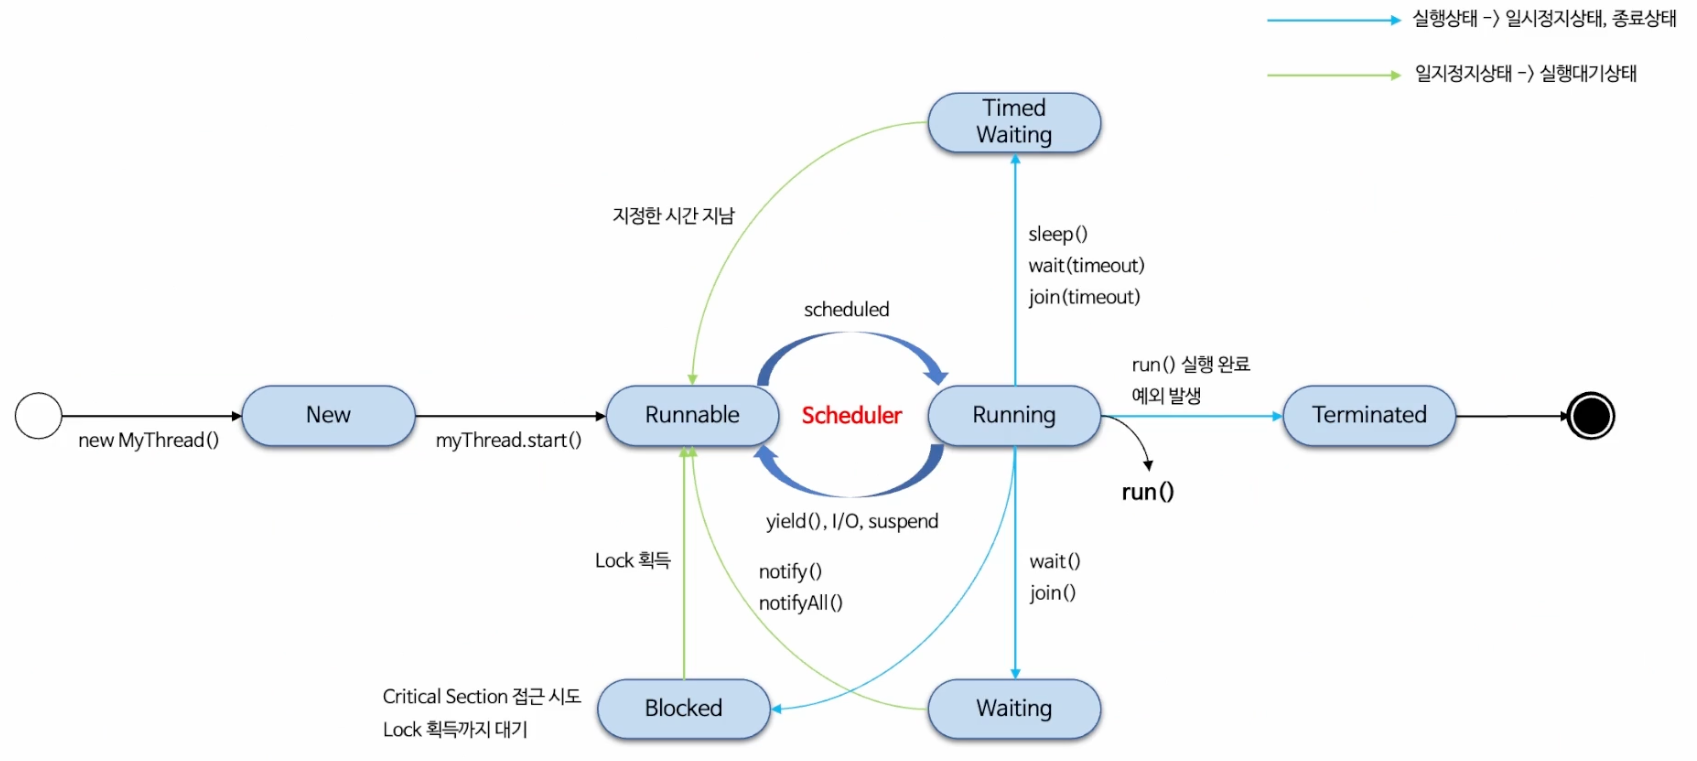 실행상태 -> 일시정지상태, 종료상태
일지정지상태 -> 실행대기상태
Timed
Waiting
지정한 시간 지남
sleep()
wait(timeout)
join(timeout)
scheduled
run() 실행 완료
예외 발생
New
Runnable
Scheduler
Running
Terminated
new MyThread()
myThread.start()
run()
yield(), I/O, suspend
Lock 획득
notify()
notifyAll()
wait()
join()
Critical Section 접근 시도
Lock 획득까지 대기
Blocked
Waiting